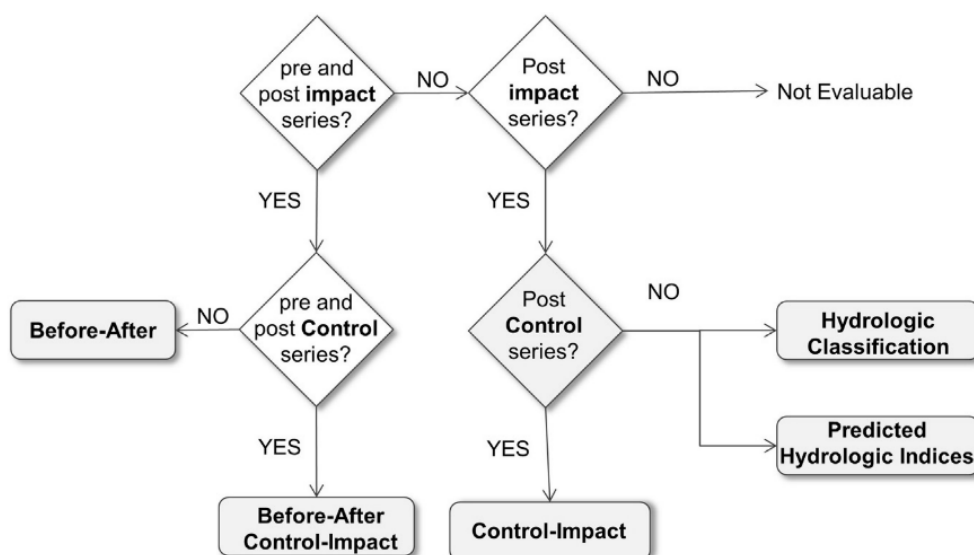 pre and
post impact
series?
NO
Post
impact
series?
NO
Not Evaluable
YES
YES
Before-After
NO
pre and
post Control
series?
Post
Control
series?
NO
Hydrologic
Classification
Predicted
Hydrologic Indices
YES
YES
Before-After
Control-Impact
Control-Impact